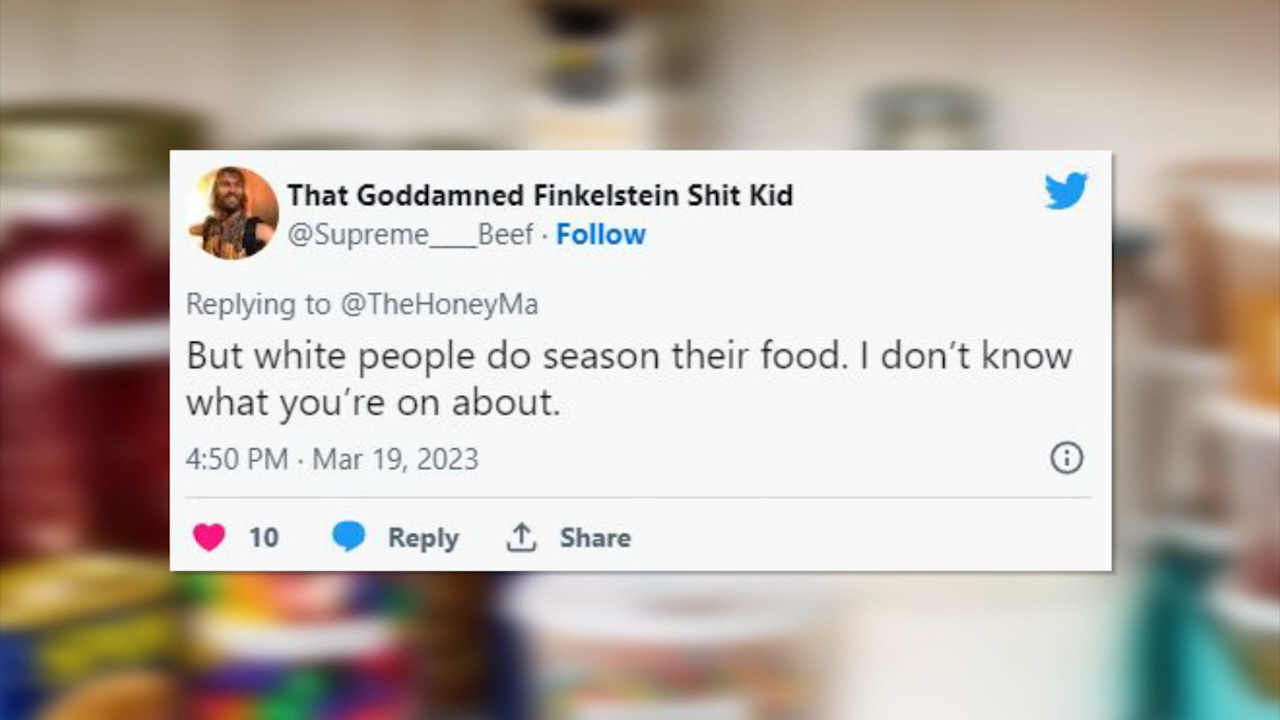 That Goddamned Finkelstein Shit Kid
@Supreme____Beef · Follow
Replying to @TheHoneyMa
But white people do season their food. I don’t know
what you’re on about.
4:50 PM · Mar 19, 2023
10 Reply Share